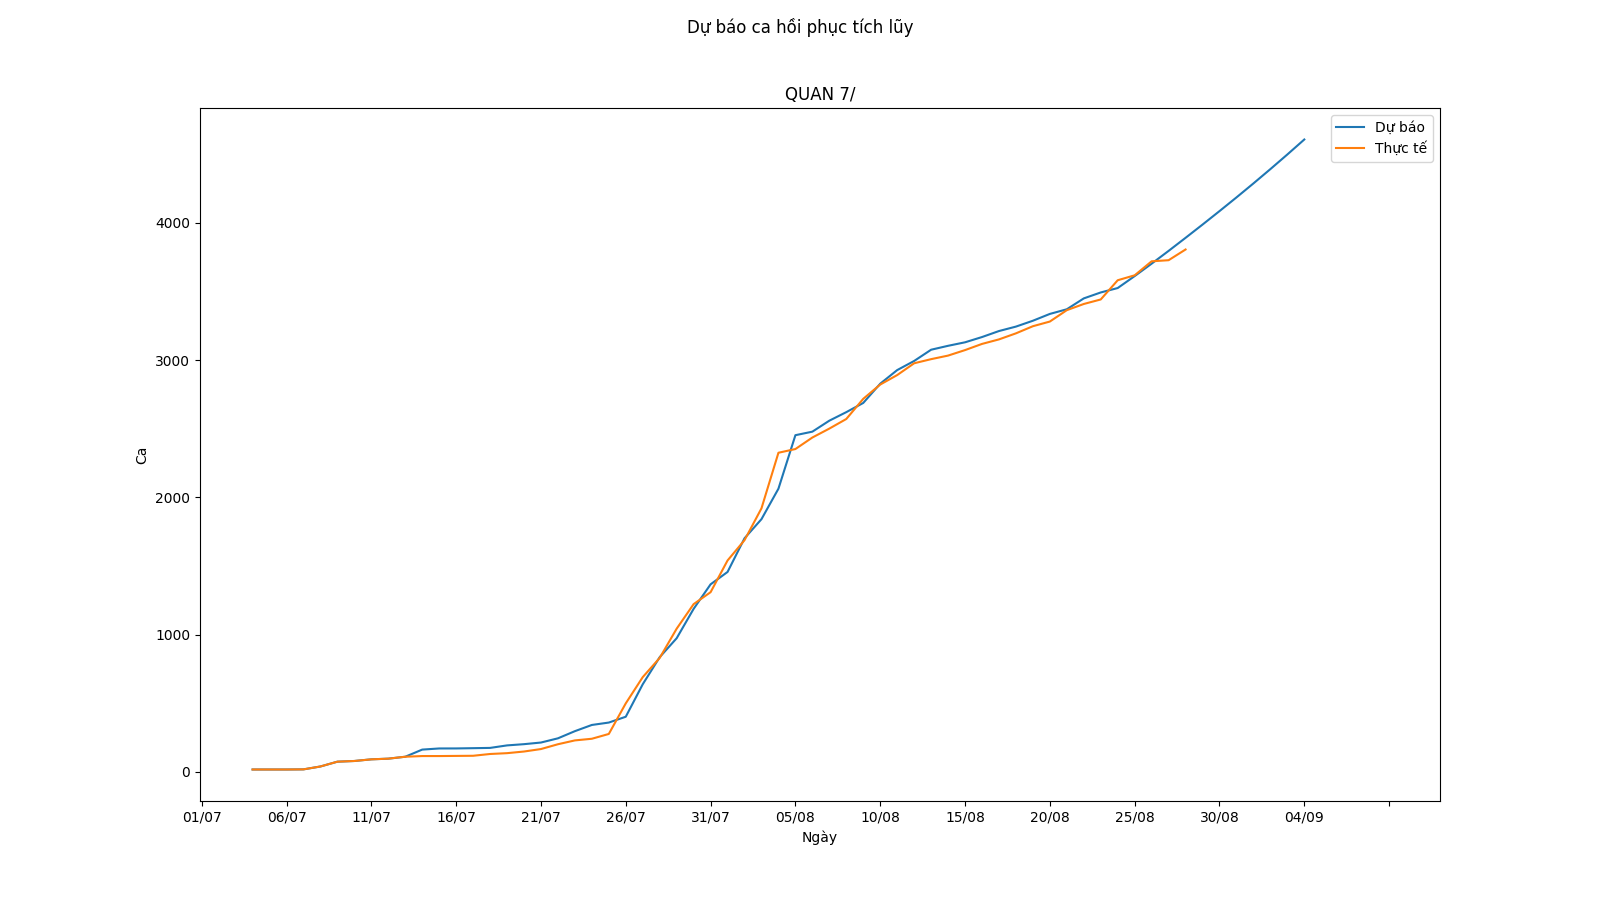 Dự báo ca hồi phục tích lũy
QUAN 7/
Dự báo
Thực tế
4000
3000
2000
1000
0
Ca
01/07 06/07 11/07 16/07 21/07 26/07 31/07 05/08 10/08 15/08 20/08 25/08 30/08 04/09
Ngày